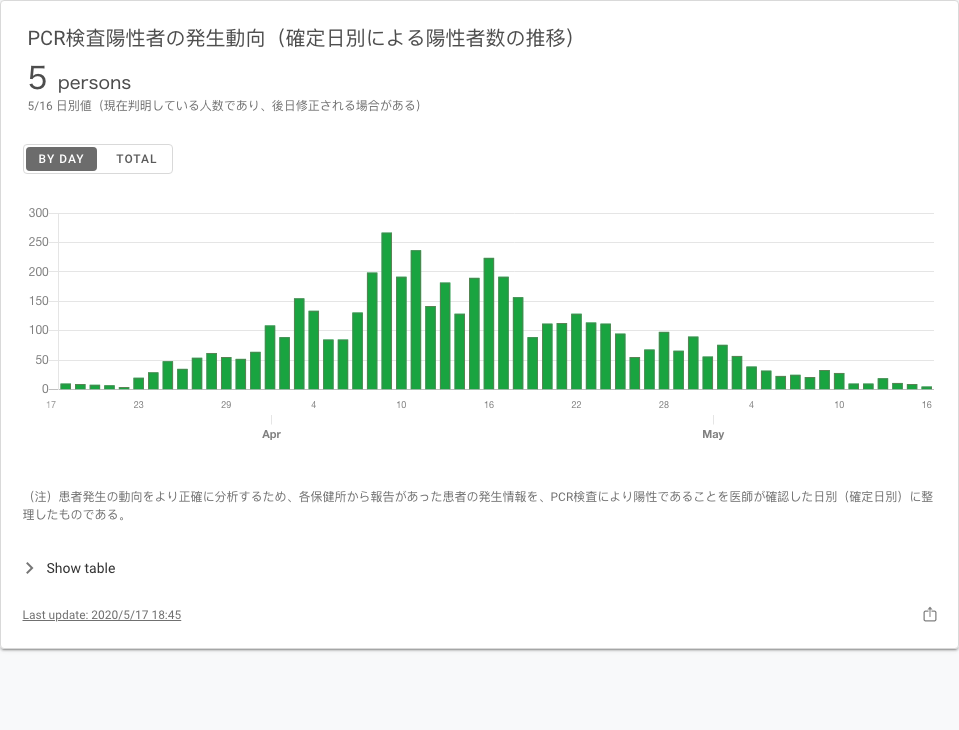 PCR検査陽性者の発生動向（確定日別による陽性者数の推移）
5 persons
5/16 日別値（現在判明している人数であり、後日修正される場合がある）
BY DAY TOTAL
300
250
200
150
100
50
0
17 23 29 4 10 16 22 28 4 10 16
Apr May
（注）患者発生の動向をより正確に分析するため、各保健所から報告があった患者の発生情報を、PCR検査により陽性であることを医師が確認した日別（確定日別）に整
理したものである。
Show table
Last update: 2020/5/17 18:45